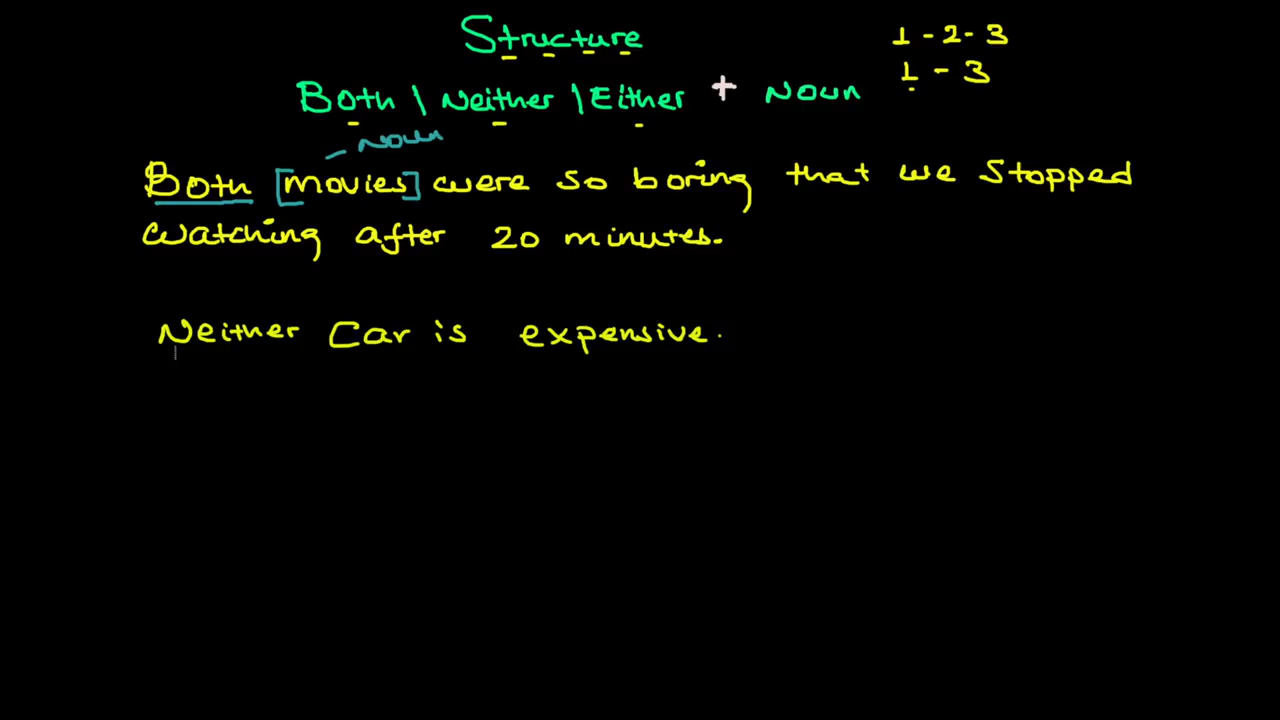 Structure
1 - 2 - 3
1 - 3
Both \ Neither \ Either + Noun
- Noun
Both [movies] were so boring that we stopped
watching after 20 minutes.
Neither Car is expensive.